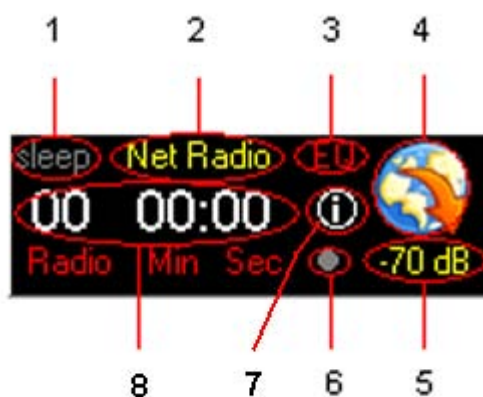 1 2 3 4
sleep Net Radio EU
00 00:00 i
Radio Min Sec -70 dB
8 7 6 5